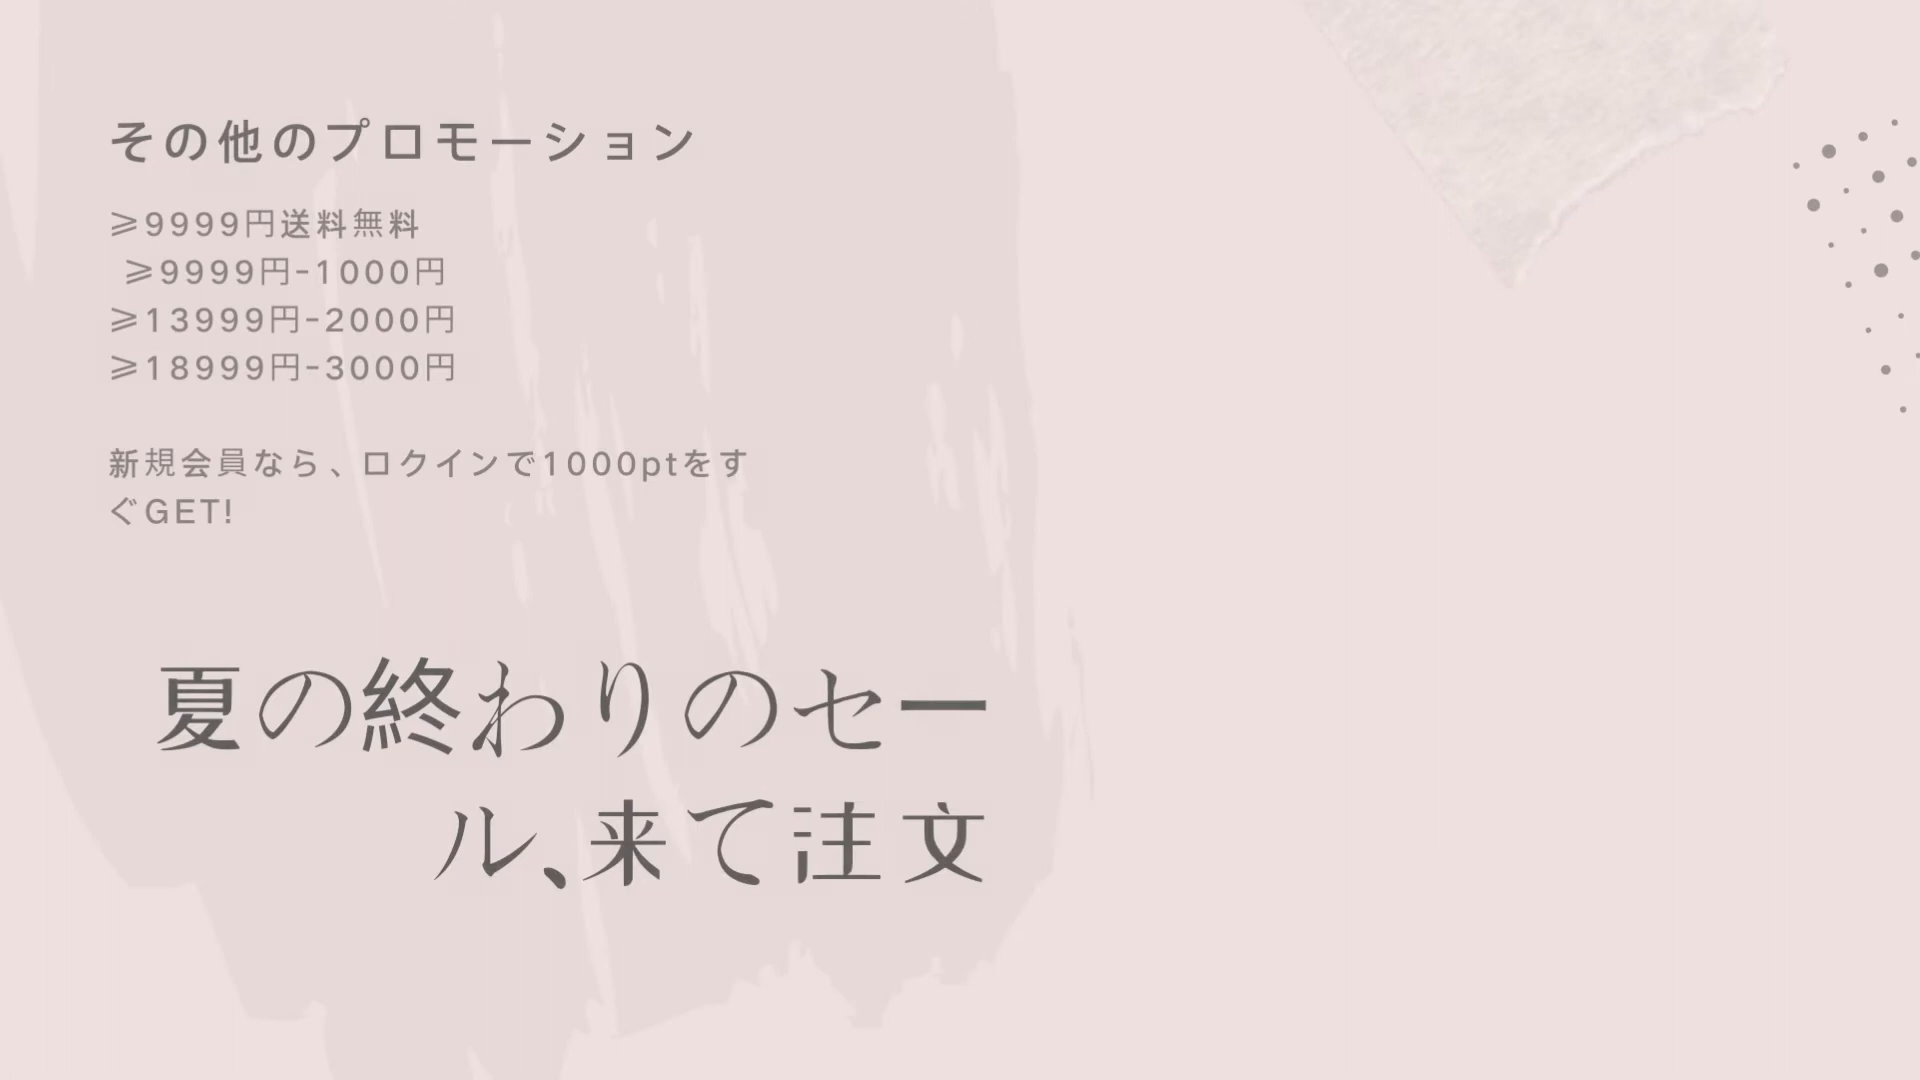 その他のプロモーション
⩾9999円送料無料
⩾9999円-1000円
⩾13999円-2000円
⩾18999円-3000円
新規会員なら、ロクインで1000ptをす
ぐGET!
夏の終わりのセー
ル、来て注文